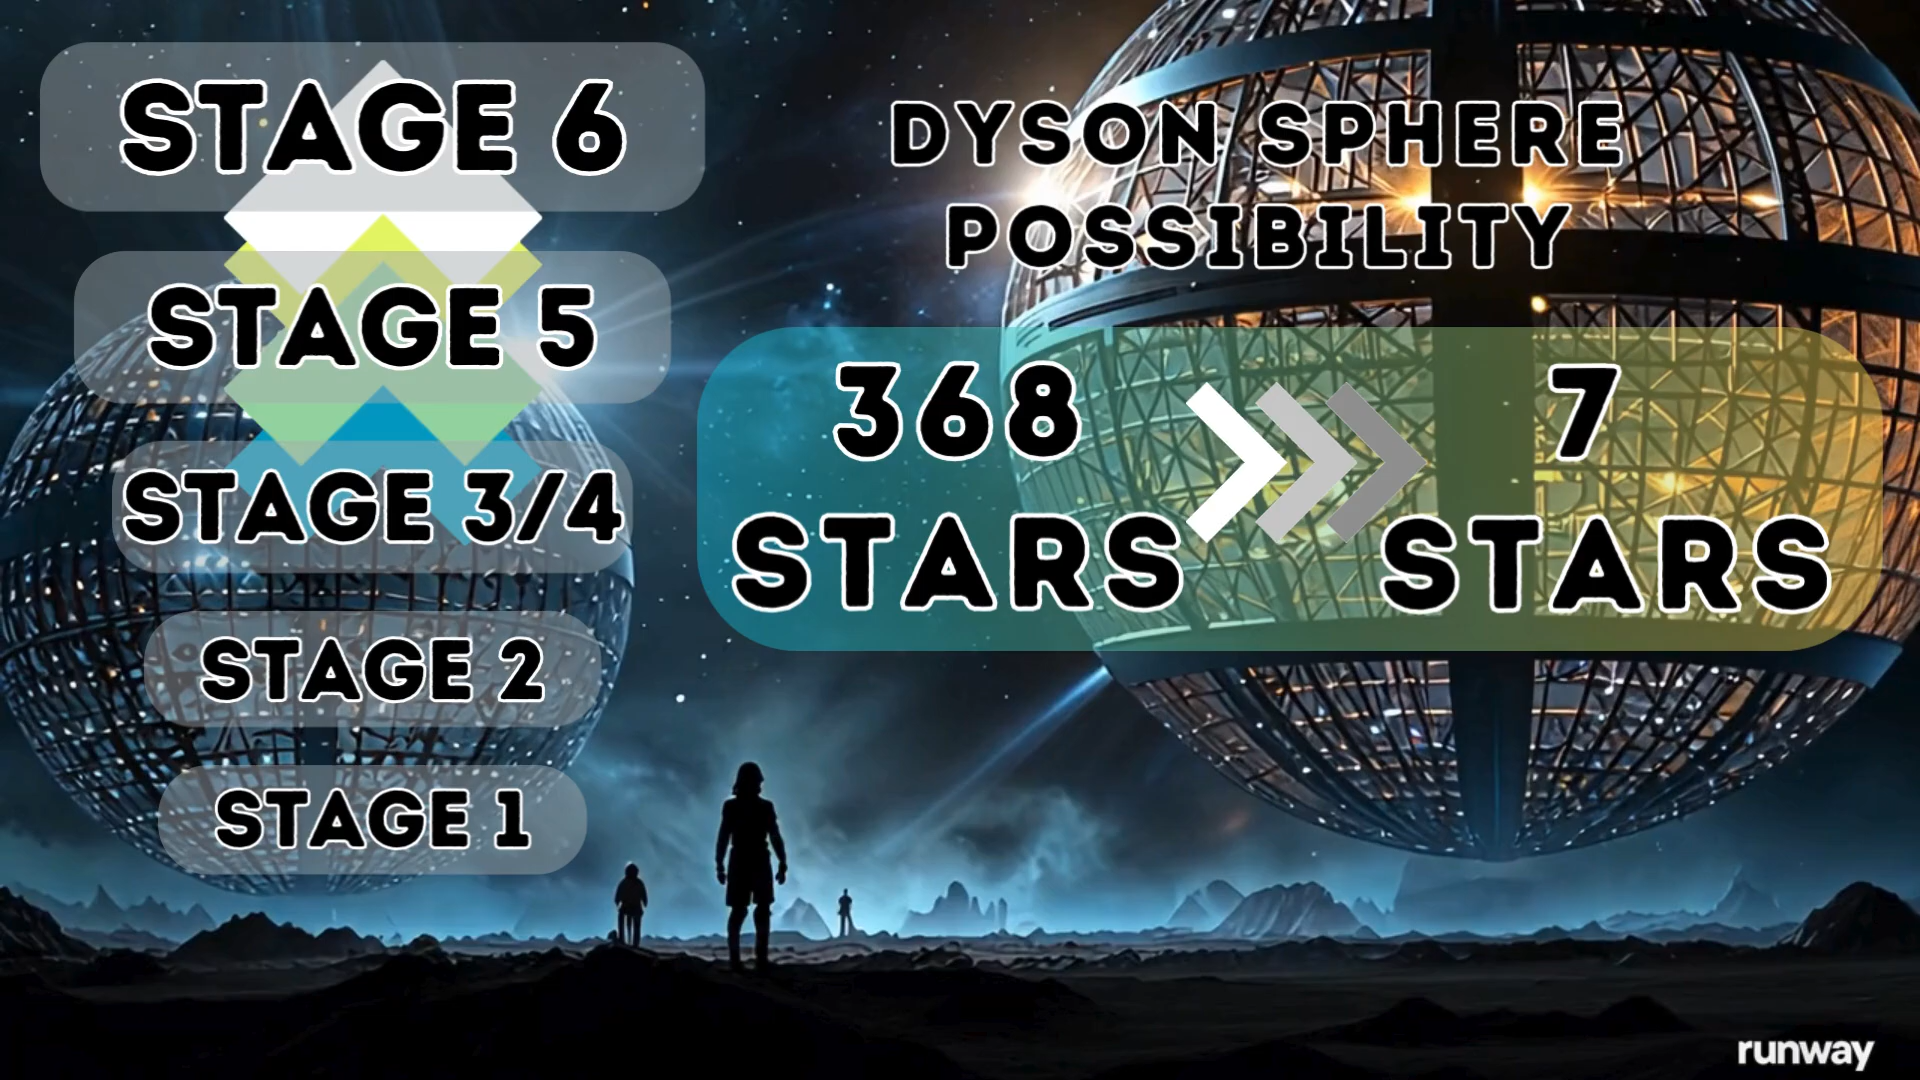 STAGE 6
STAGE 5
STAGE 3/4
STAGE 2
STAGE 1
DYSON SPHERE
POSSIBILITY
368
STARS
7
STARS
runway